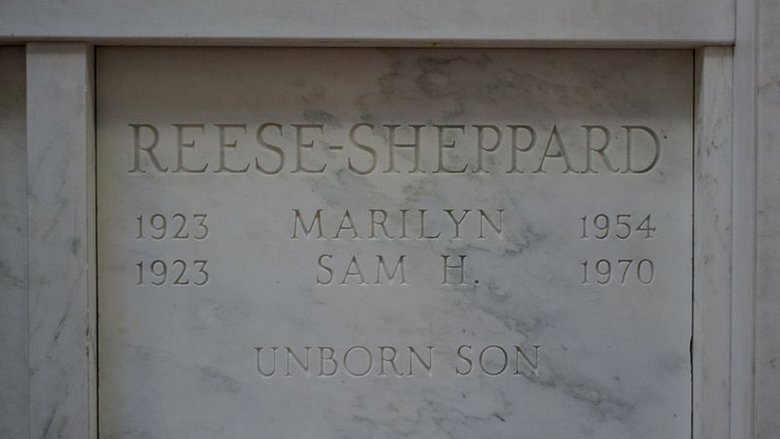 REESE-SHEPPARD
1923 MARILYN 1954
1923 SAM H. 1970
UNBORN SON